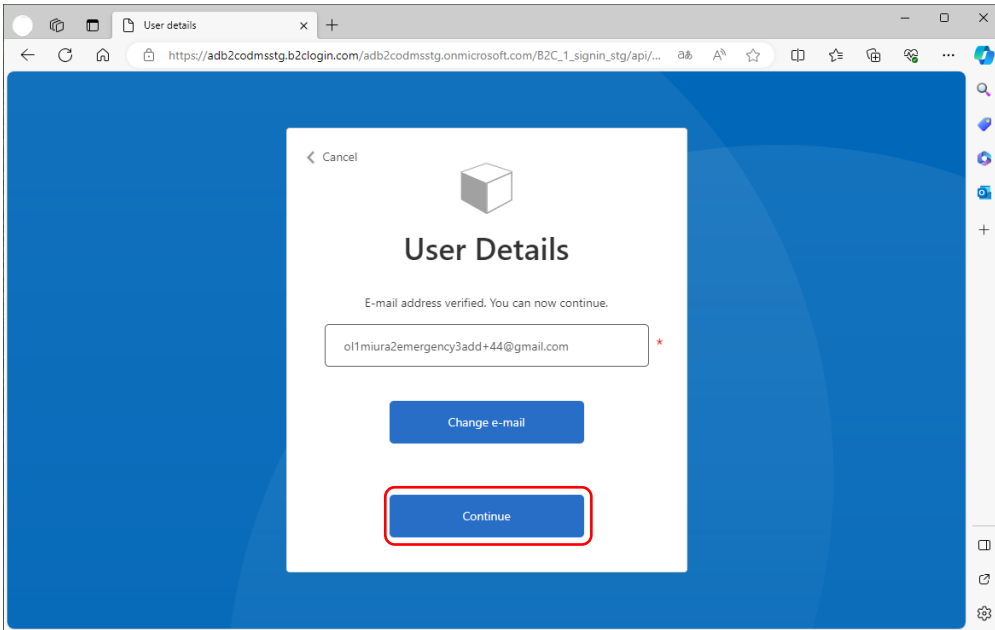 User details
https://adb2codmsstg.b2clogin.com/adb2codmsstg.onmicrosoft.com/B2C_1_signin_stg/api/...
Cancel
User Details
E-mail address verified. You can now continue.
ol1miura2emergency3add+44@gmail.com *
Change e-mail
Continue